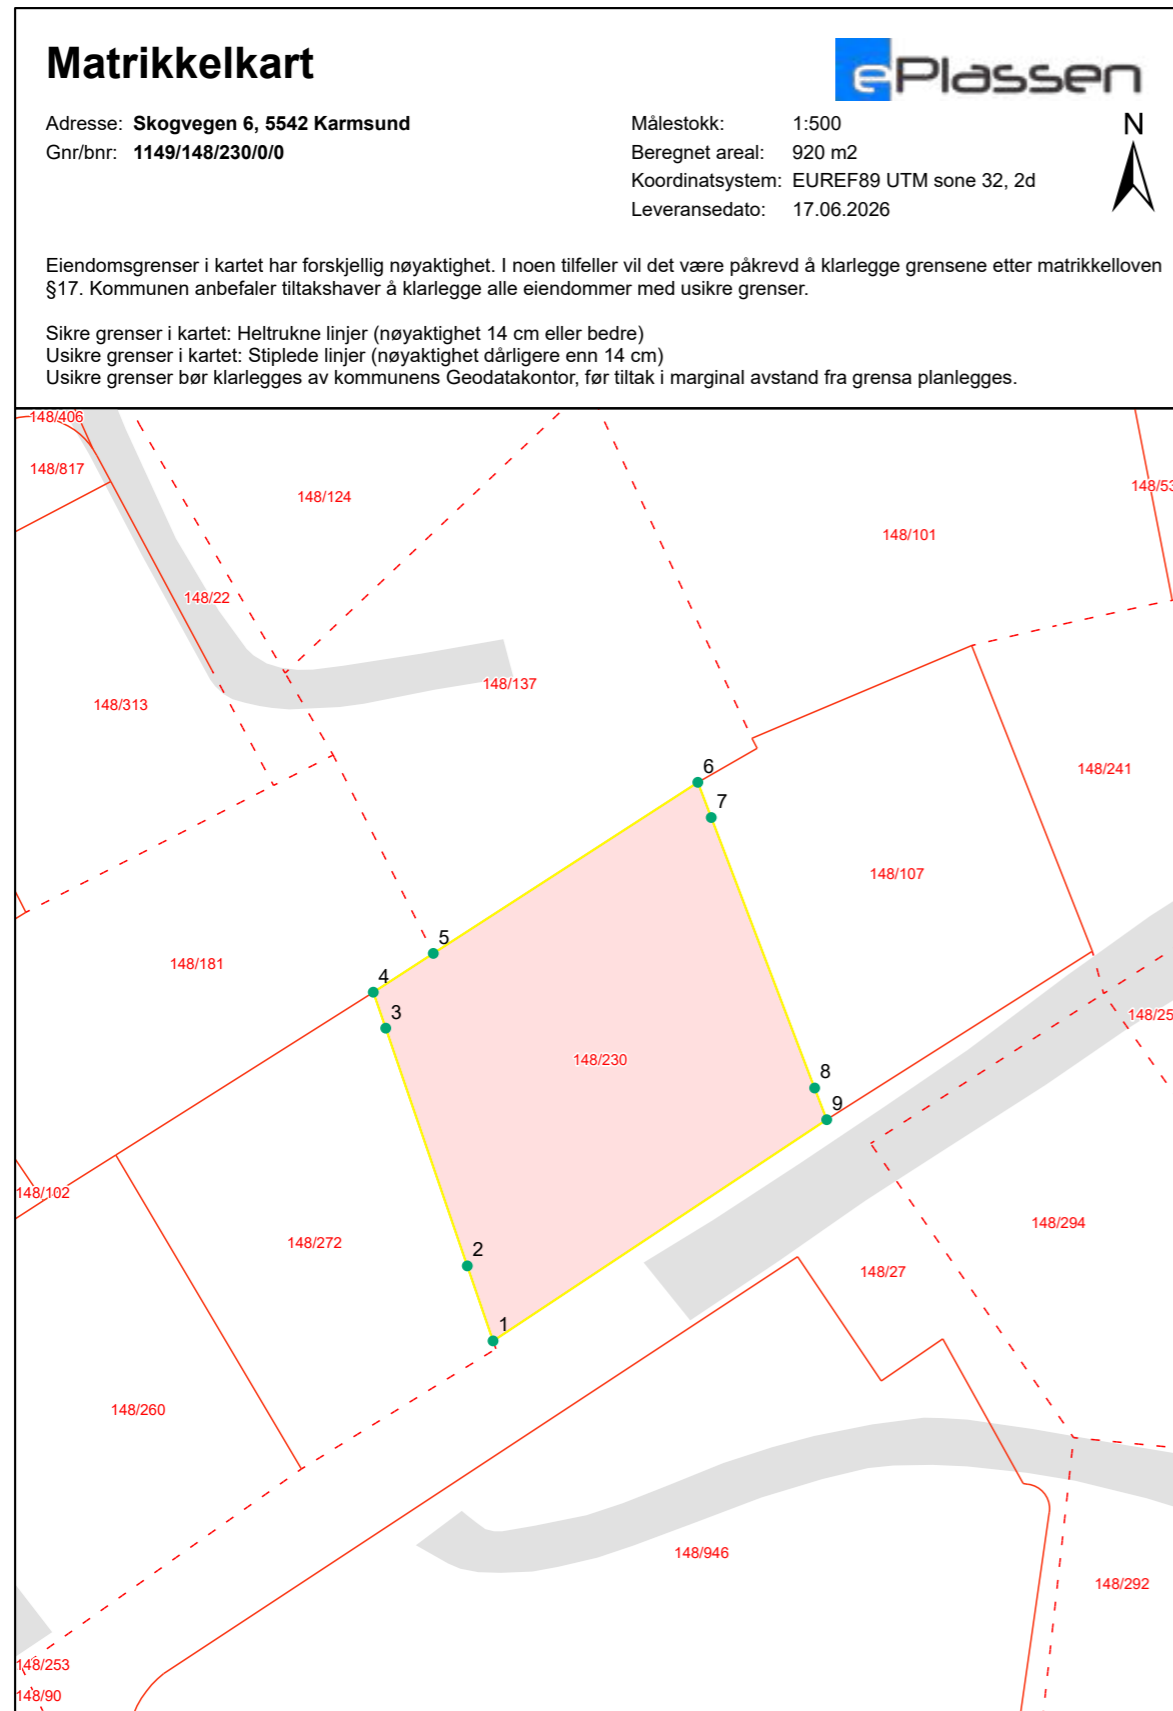 Matrikkelkart
ePlassen
Adresse: Skogvegen 6, 5542 Karmsund
Gnr/bnr: 1149/148/230/0/0
Målestokk: 1:500
Beregnet areal: 920 m2
Koordinatsystem: EUREF89 UTM sone 32, 2d
Leveransedato: 17.06.2026
N
Eiendomsgrenser i kartet har forskjellig nøyaktighet. I noen tilfeller vil det være påkrevd å klarlegge grensene etter matrikkelloven
§17. Kommunen anbefaler tiltakshaver å klarlegge alle eiendommer med usikre grenser.
Sikre grenser i kartet: Heltrukne linjer (nøyaktighet 14 cm eller bedre)
Usikre grenser i kartet: Stiplede linjer (nøyaktighet dårligere enn 14 cm)
Usikre grenser bør klarlegges av kommunens Geodatakontor, før tiltak i marginal avstand fra grensa planlegges.
148/406
148/817
148/124
148/53
148/101
148/22
148/137
148/313
6
148/241
7
148/107
5
148/181
4
3
148/25
148/230
8
9
148/102
148/294
148/272
2
148/27
1
148/260
148/946
148/292
148/253
148/90